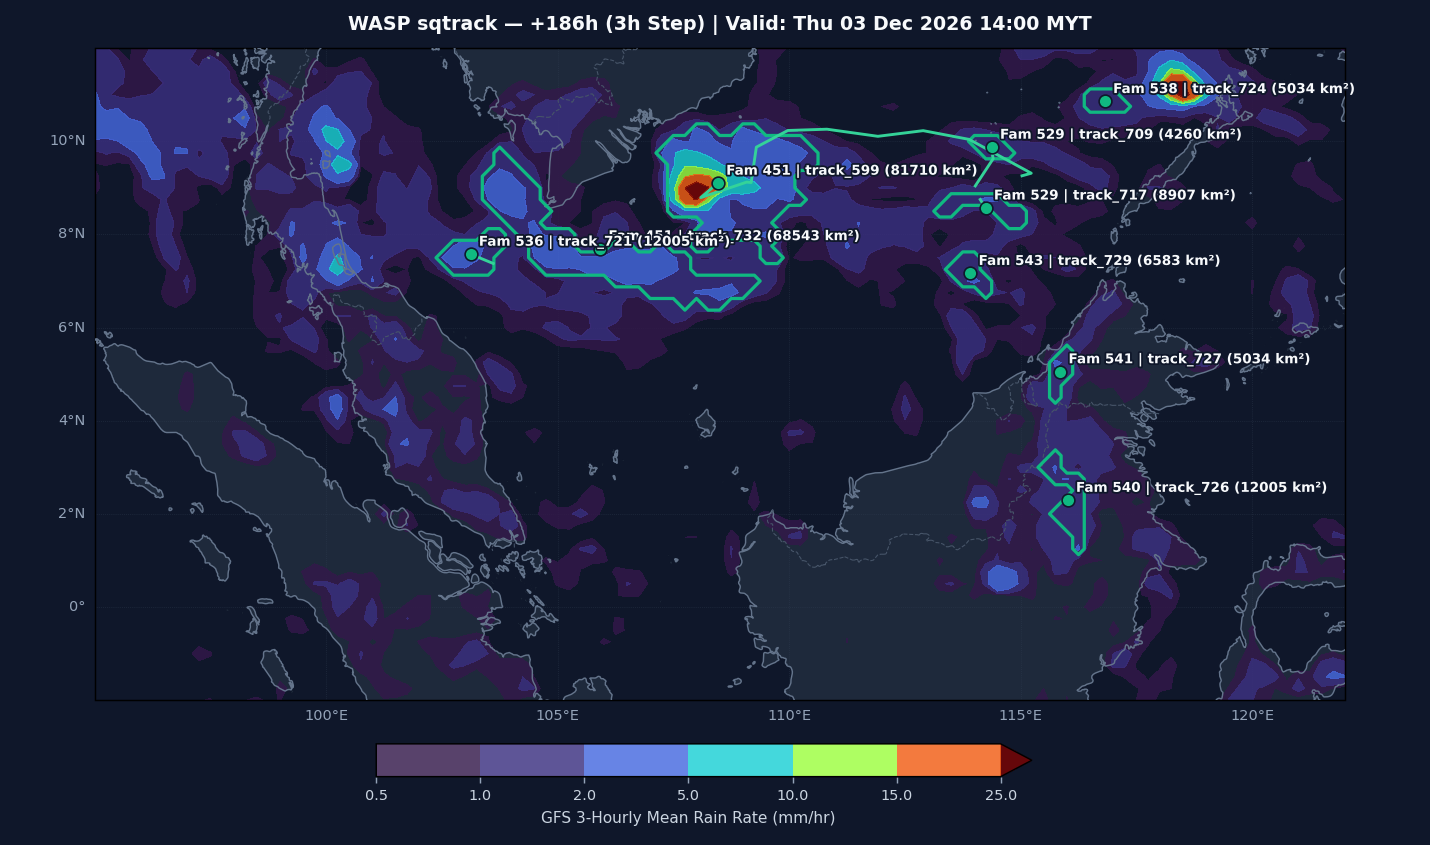 WASP sqtrack — +186h (3h Step) | Valid: Thu 03 Dec 2026 14:00 MYT
Fam 538 | track_724 (5034 km²)
10°N
Fam 529 | track_709 (4260 km²)
Fam 451 | track_599 (81710 km²)
Fam 529 | track_717 (8907 km²)
8°N
Fam 451 | track_732 (68543 km²)
Fam 536 | track_721 (12005 km²)
Fam 543 | track_729 (6583 km²)
6°N
Fam 541 | track_727 (5034 km²)
4°N
Fam 540 | track_726 (12005 km²)
2°N
0°
100°E 105°E 110°E 115°E 120°E
0.5 1.0 2.0 5.0 10.0 15.0 25.0
GFS 3-Hourly Mean Rain Rate (mm/hr)